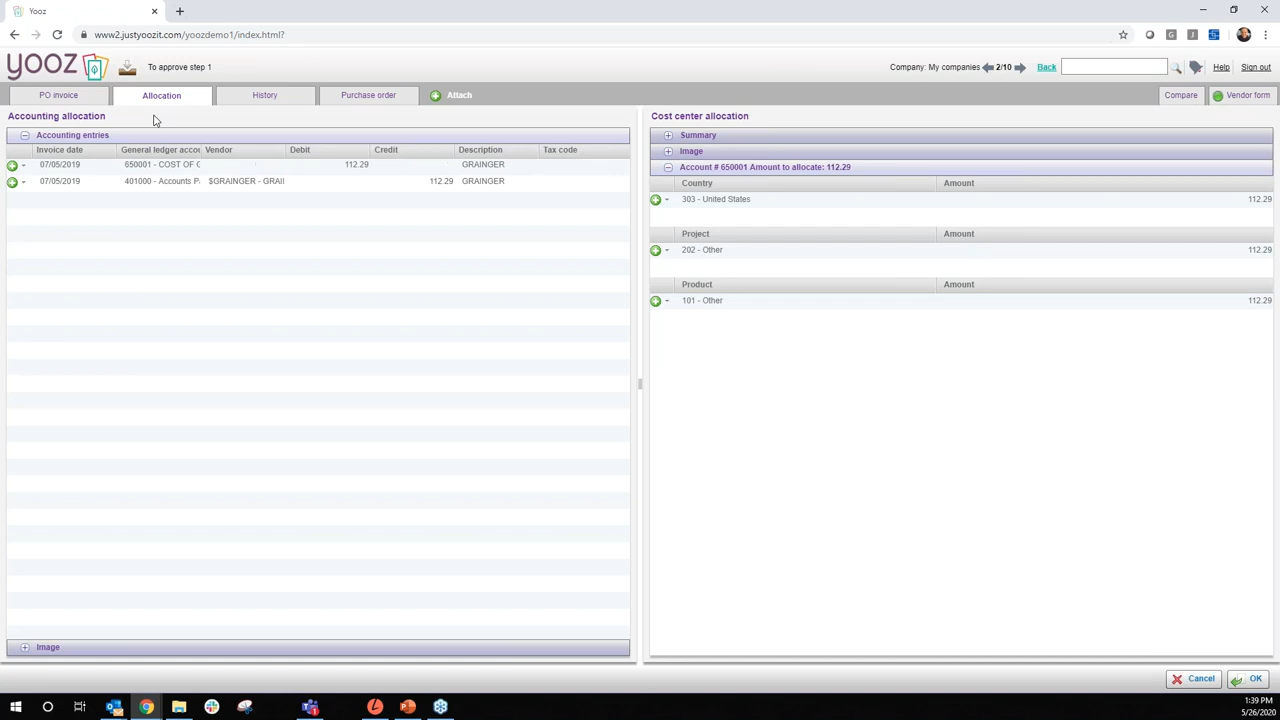 Yooz
www2.justyoozit.com/yoozdemo1/index.html?
yooz
To approve step 1
Company: My companies 2/10 Back Help Sign out
PO invoice Allocation History Purchase order Attach Compare Vendor form
Accounting allocation
Accounting entries
Invoice date General ledger accou Vendor Debit Credit Description Tax code
07/05/2019 650001 - COST OF G 112.29 GRAINGER
07/05/2019 401000 - Accounts P $GRAINGER - GRAII 112.29 GRAINGER
Image
Cost center allocation
Summary
Image
Account # 650001 Amount to allocate: 112.29
Country Amount
303 - United States 112.29
Project Amount
202 - Other 112.29
Product Amount
101 - Other 112.29
Cancel OK
1:39 PM
5/26/2020